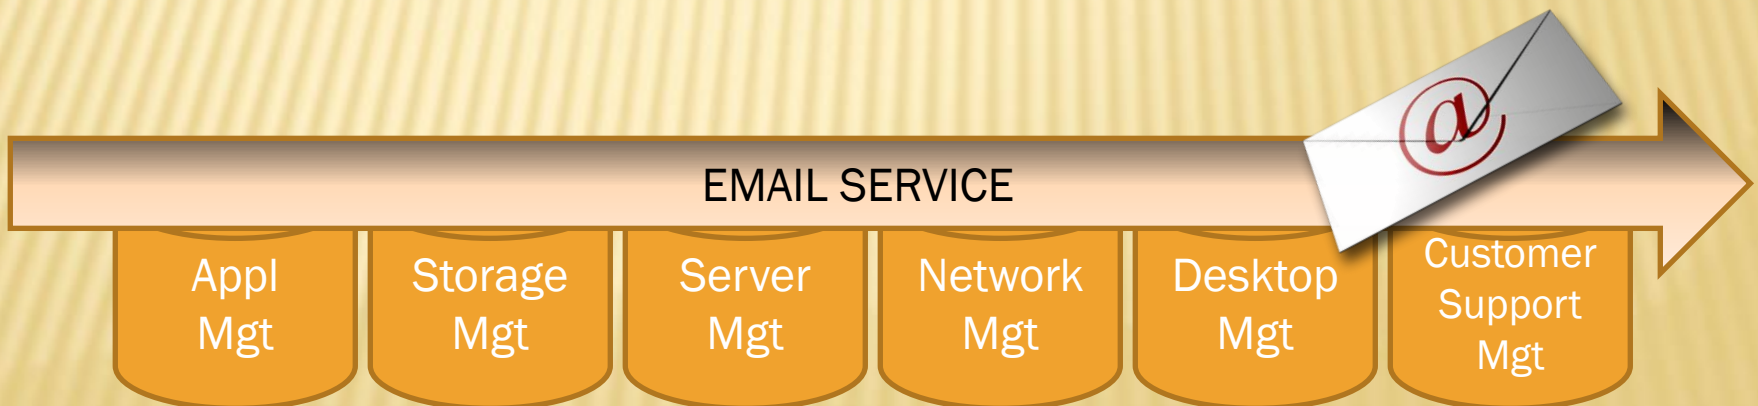 EMAIL SERVICE
Appl
Mgt
Storage
Mgt
Server
Mgt
Network
Mgt
Desktop
Mgt
Customer
Support
Mgt
@